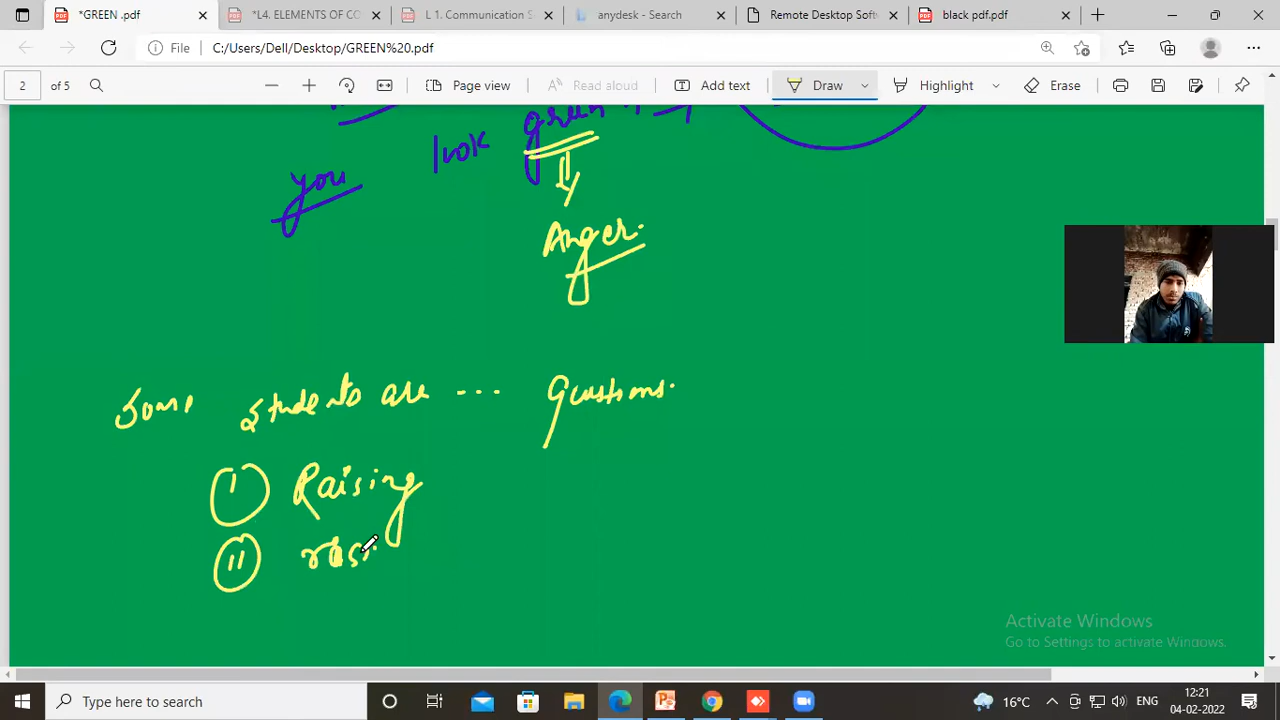 *GREEN .pdf
*L4. ELEMENTS OF CO
L 1. Communication S
anydesk - Search
Remote Desktop Softw
black pdf.pdf
File C:/Users/Dell/Desktop/GREEN%20.pdf
2 of 5 Page view Read aloud Add text Draw Highlight Erase
you look green
Anger.
Some students are --- Qustions.
I Raising
II
Activate Windows
Go to Settings to activate Windows.
Type here to search
16°C ENG 12:21
04-02-2022